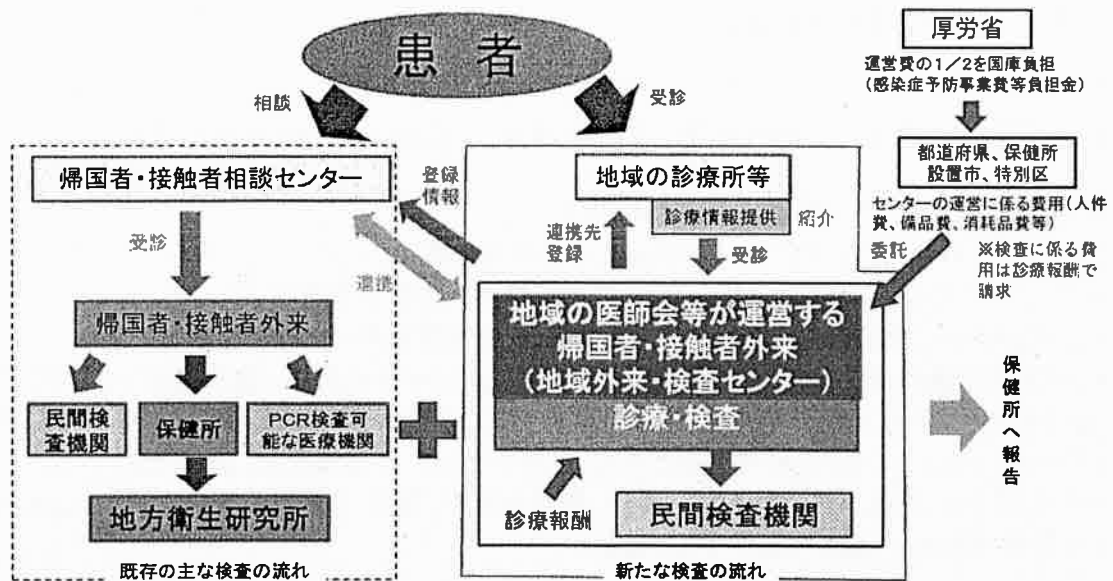 患者
厚労省
運営費の1/2を国庫負担
(感染症予防事業費等負担金)
相談
受診
都道府県、保健所
設置市、特別区
センターの運営に係る費用(人件
費、備品費、消耗品費等)
委託
※検査に係る費
用は診療報酬で
請求
帰国者・接触者相談センター
登録
情報
地域の診療所等
診療情報提供
紹介
受診
連携
連携先
登録
受診
帰国者・接触者外来
民間検
査機関
保健所
PCR検査可
能な医療機関
地方衛生研究所
既存の主な検査の流れ
地域の医師会等が運営する
帰国者・接触者外来
(地域外来・検査センター)
診療・検査
診療報酬
民間検査機関
新たな検査の流れ
保健所へ報告